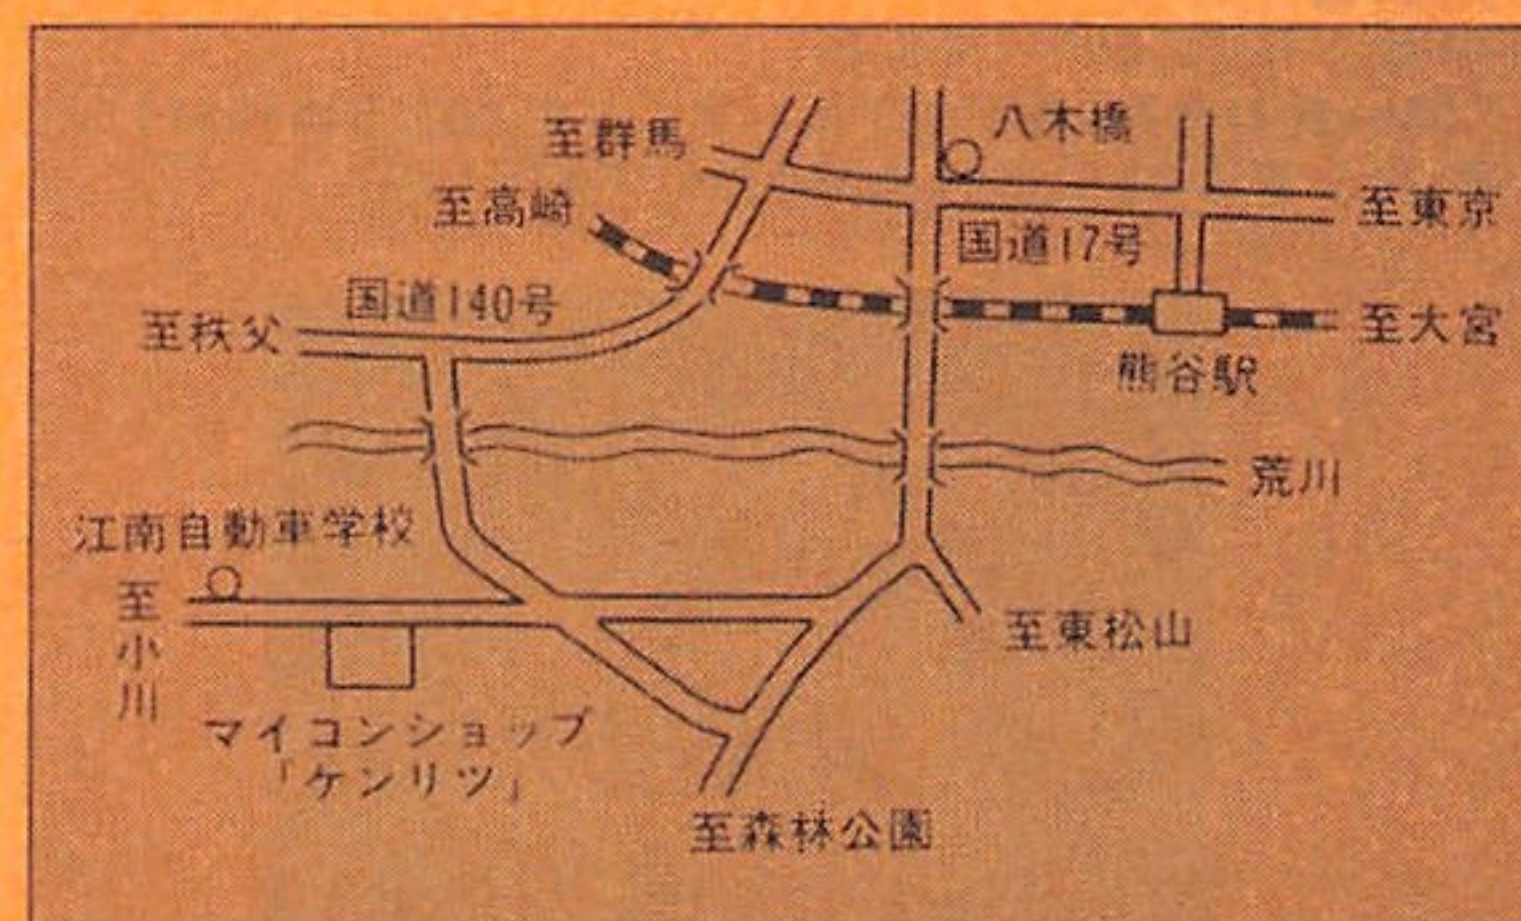 八木橋
至群馬
至高崎
至東京
国道17号
国道140号
至秩父
至大宮
熊谷駅
荒川
江南自動車学校
至小川
至東松山
マイコンショップ
「ケンリツ」
至森林公園